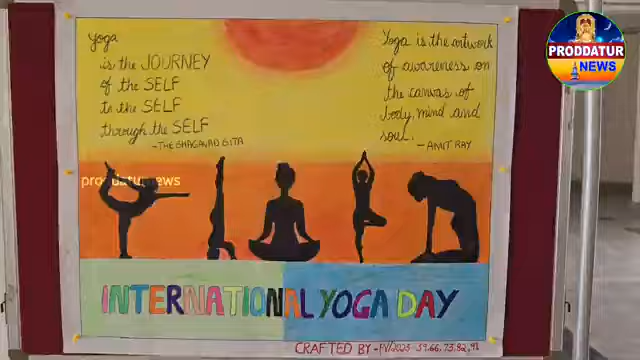 Yoga
is the JOURNEY
of the SELF
to the SELF
through the SELF
-THE BHAGAVAD GITA
Yoga is the artwork
of awareness on
the canvas of
body, mind and
soul.
- AMIT RAY
PRODDATUR
NEWS
proddaturnews
INTERNATIONAL YOGA DAY
CRAFTED BY -